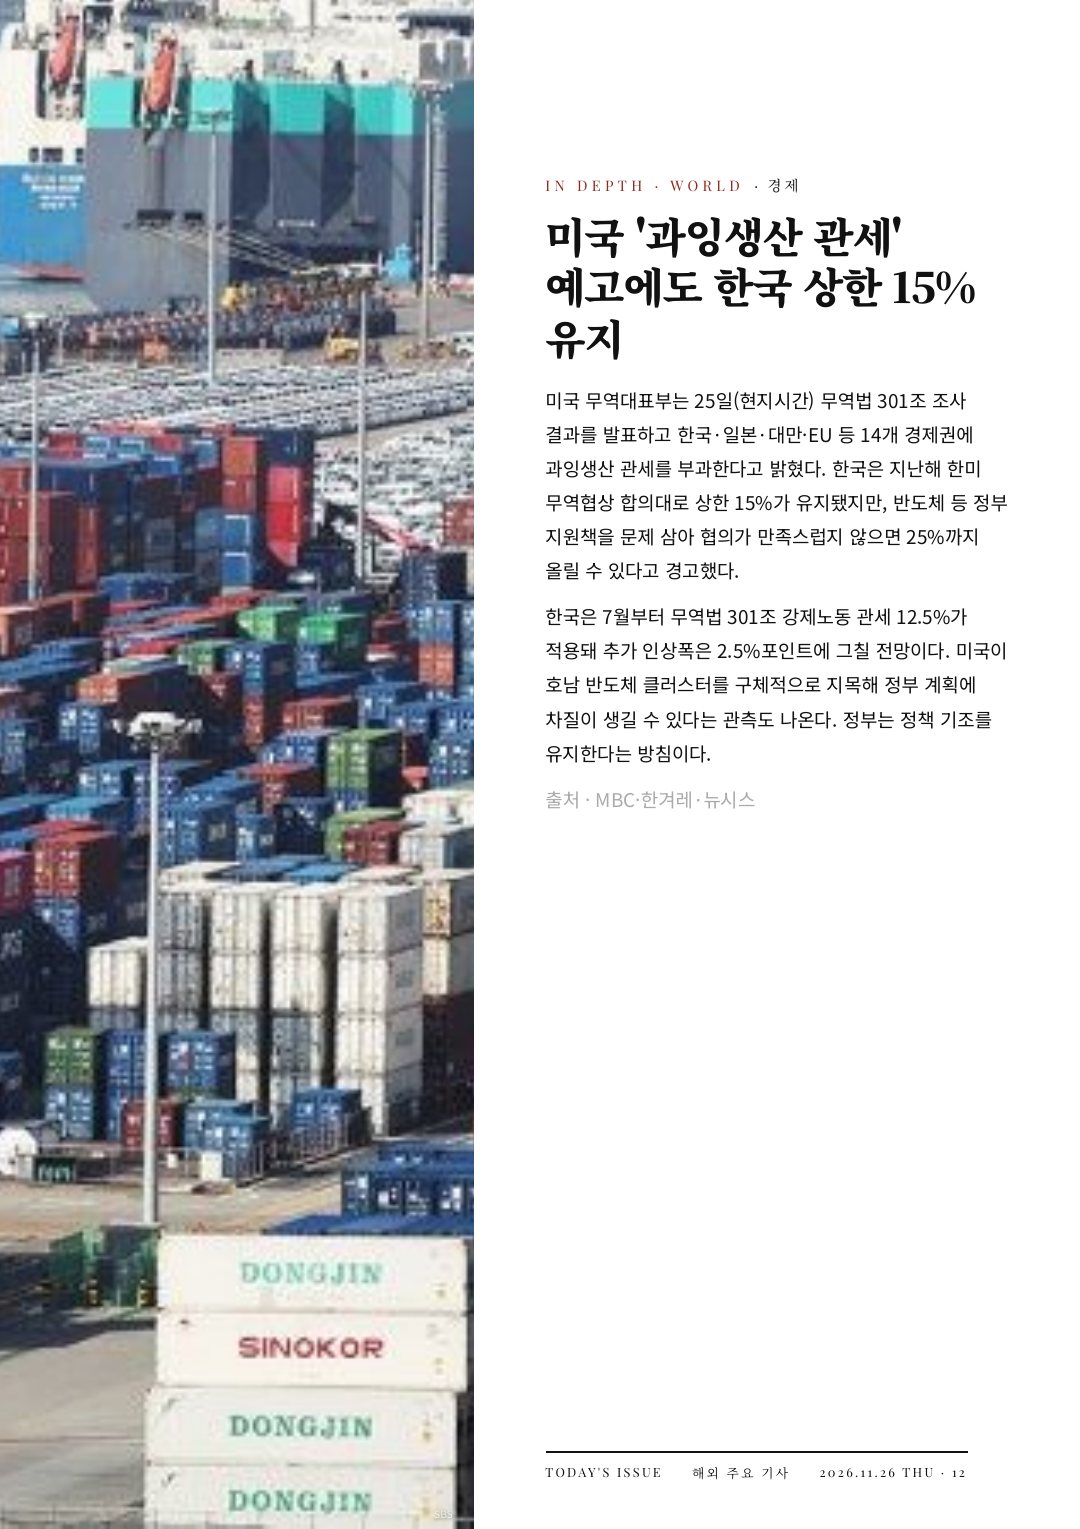 IN DEPTH · WORLD · 경제
미국 '과잉생산 관세'
예고에도 한국 상한 15%
유지
미국 무역대표부는 25일(현지시간) 무역법 301조 조사
결과를 발표하고 한국·일본·대만·EU 등 14개 경제권에
과잉생산 관세를 부과한다고 밝혔다. 한국은 지난해 한미
무역협상 합의대로 상한 15%가 유지됐지만, 반도체 등 정부
지원책을 문제 삼아 협의가 만족스럽지 않으면 25%까지
올릴 수 있다고 경고했다.
한국은 7월부터 무역법 301조 강제노동 관세 12.5%가
적용돼 추가 인상폭은 2.5%포인트에 그칠 전망이다. 미국이
호남 반도체 클러스터를 구체적으로 지목해 정부 계획에
차질이 생길 수 있다는 관측도 나온다. 정부는 정책 기조를
유지한다는 방침이다.
출처 · MBC·한겨레·뉴시스
DONGJIN
SINOKOR
DONGJIN
DONGJIN
SBS
TODAY'S ISSUE 해외 주요 기사 2026.11.26 THU · 12